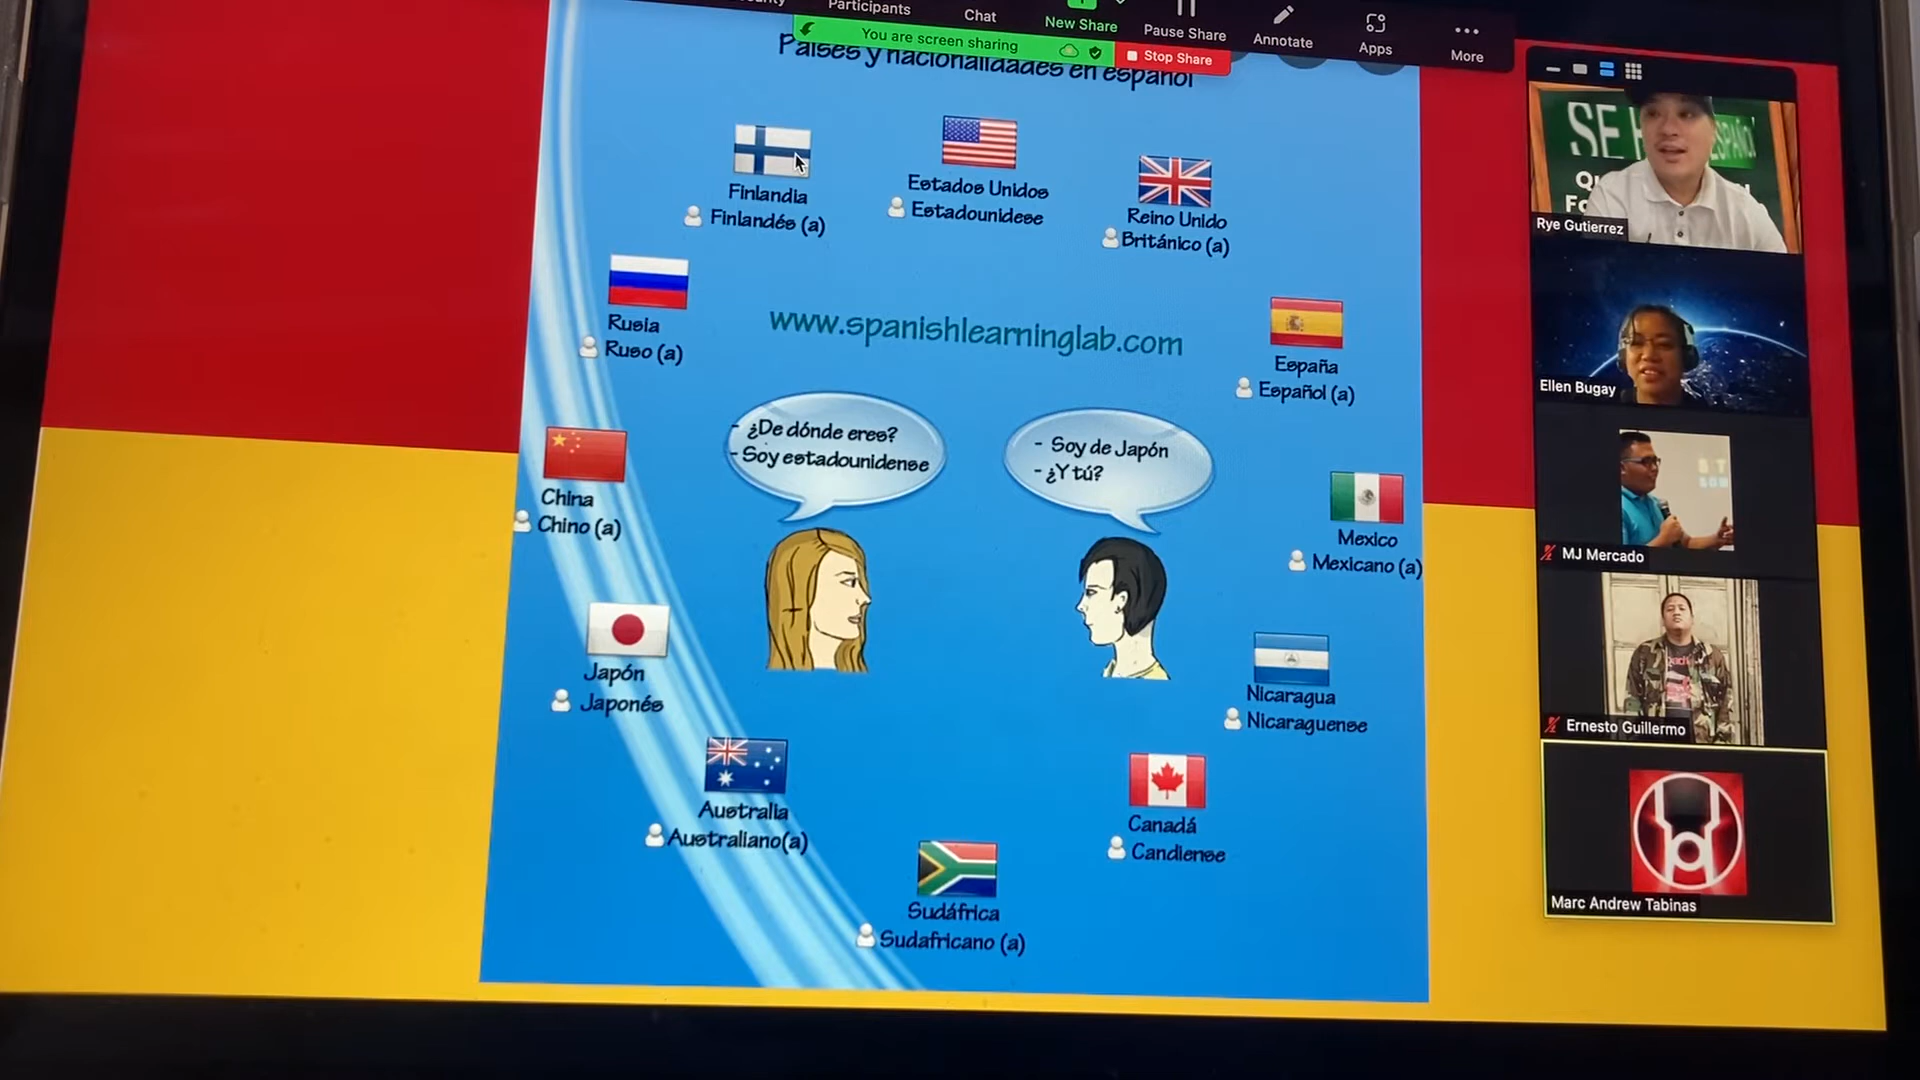 Participants
Chat
New Share
Pause Share
Annotate
Apps
More
You are screen sharing
Stop Share
Países y nacionalidades en español
Finlandia
Finlandés (a)
Estados Unidos
Estadounidese
Reino Unido
Británico (a)
Rusia
Ruso (a)
www.spanishlearninglab.com
España
Español (a)
- ¿De dónde eres?
- Soy estadounidense
- Soy de Japón
- ¿Y tú?
China
Chino (a)
Mexico
Mexicano (a)
Japón
Japonés
Nicaragua
Nicaraguense
Australia
Australiano(a)
Canadá
Candiense
Sudáfrica
Sudafricano (a)
SE
Rye Gutierrez
Ellen Bugay
MJ Mercado
Ernesto Guillermo
Marc Andrew Tabinas